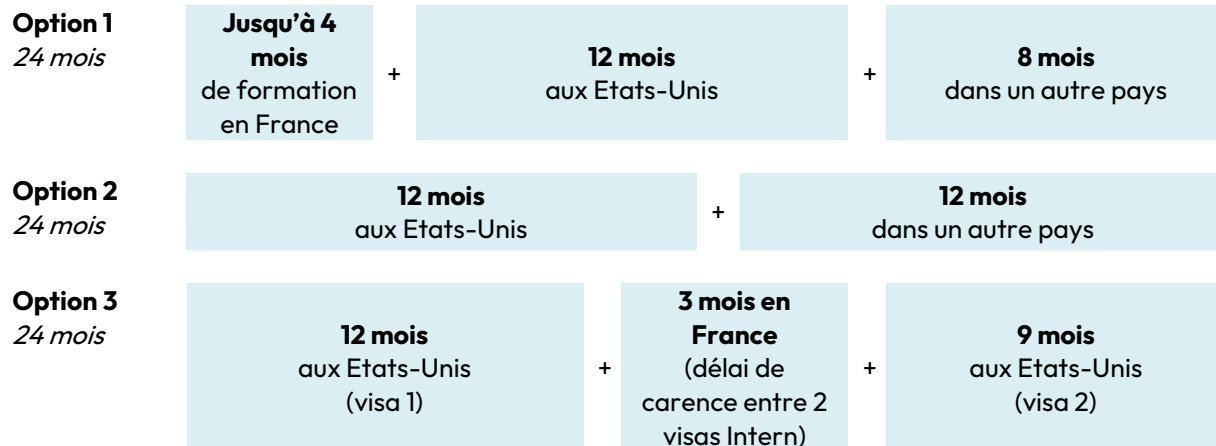 Option 1
24 mois
Jusqu'à 4
mois
de formation
en France
+
12 mois
aux Etats-Unis
+
8 mois
dans un autre pays
Option 2
24 mois
12 mois
aux Etats-Unis
+
12 mois
dans un autre pays
Option 3
24 mois
12 mois
aux Etats-Unis
(visa 1)
+
3 mois en
France
(délai de
carence entre 2
visas Intern)
+
9 mois
aux Etats-Unis
(visa 2)